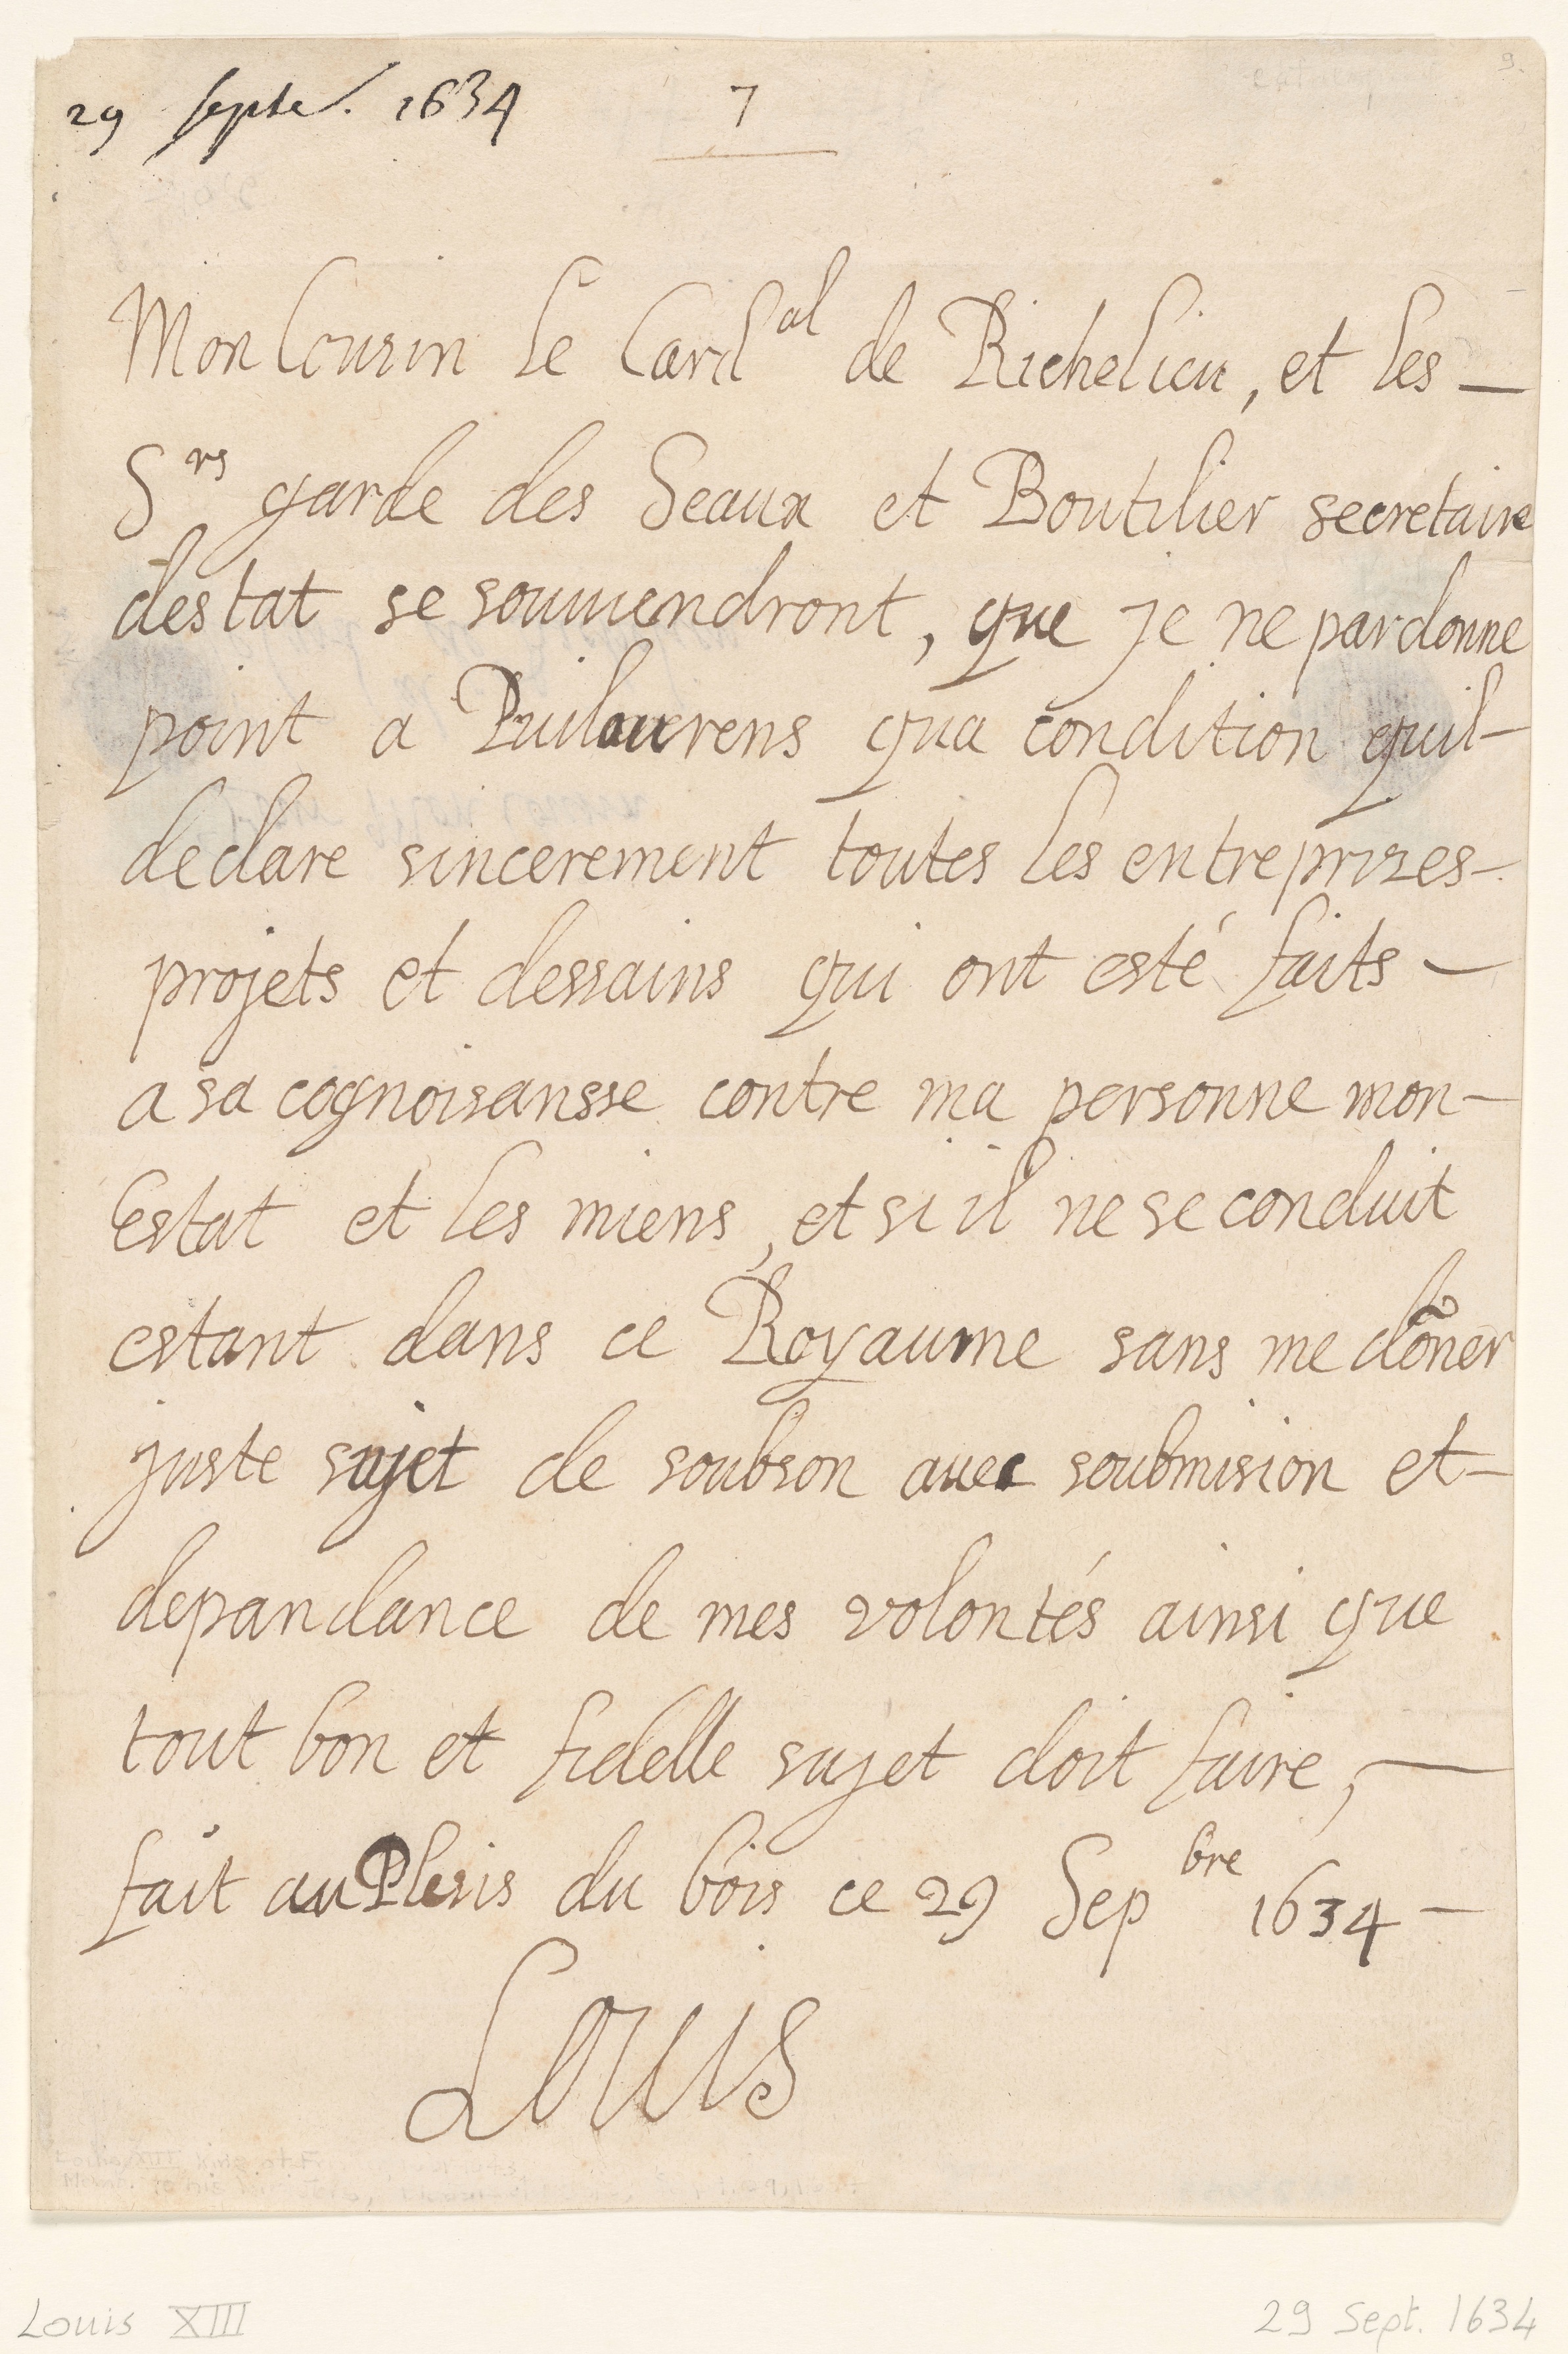 29 septe. 1634
7
Mon Cousin le Card^al de Richelieu, et les —
S^rs garde des Seaux et Boutilier secretaire
destat se souuiendront, que je ne pardonne
point a Puilaurens qua condition quil —
declare sincerement toutes les entreprizes —
projets et dessains qui ont esté faits —
a sa cognoisansse contre ma personne mon —
Estat et les miens, et si il ne se conduit
estant dans ce Royaume sans me dõner
juste sujet de soubson auec soubmision et —
depandance de mes volontés ainsi que
tout bon et fidelle sujet doit faire, —
fait au Plesis du bois ce 29 Sep^bre 1634 —
Louis
Louis XIII
29 Sept. 1634